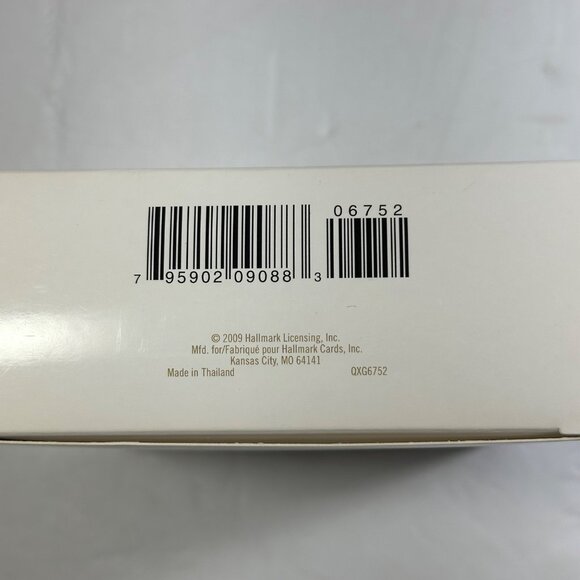 06752
7 95902 09088 3
© 2009 Hallmark Licensing, Inc.
Mfd. for/Fabriqué pour Hallmark Cards, Inc.
Kansas City, MO 64141
Made in Thailand QXG6752